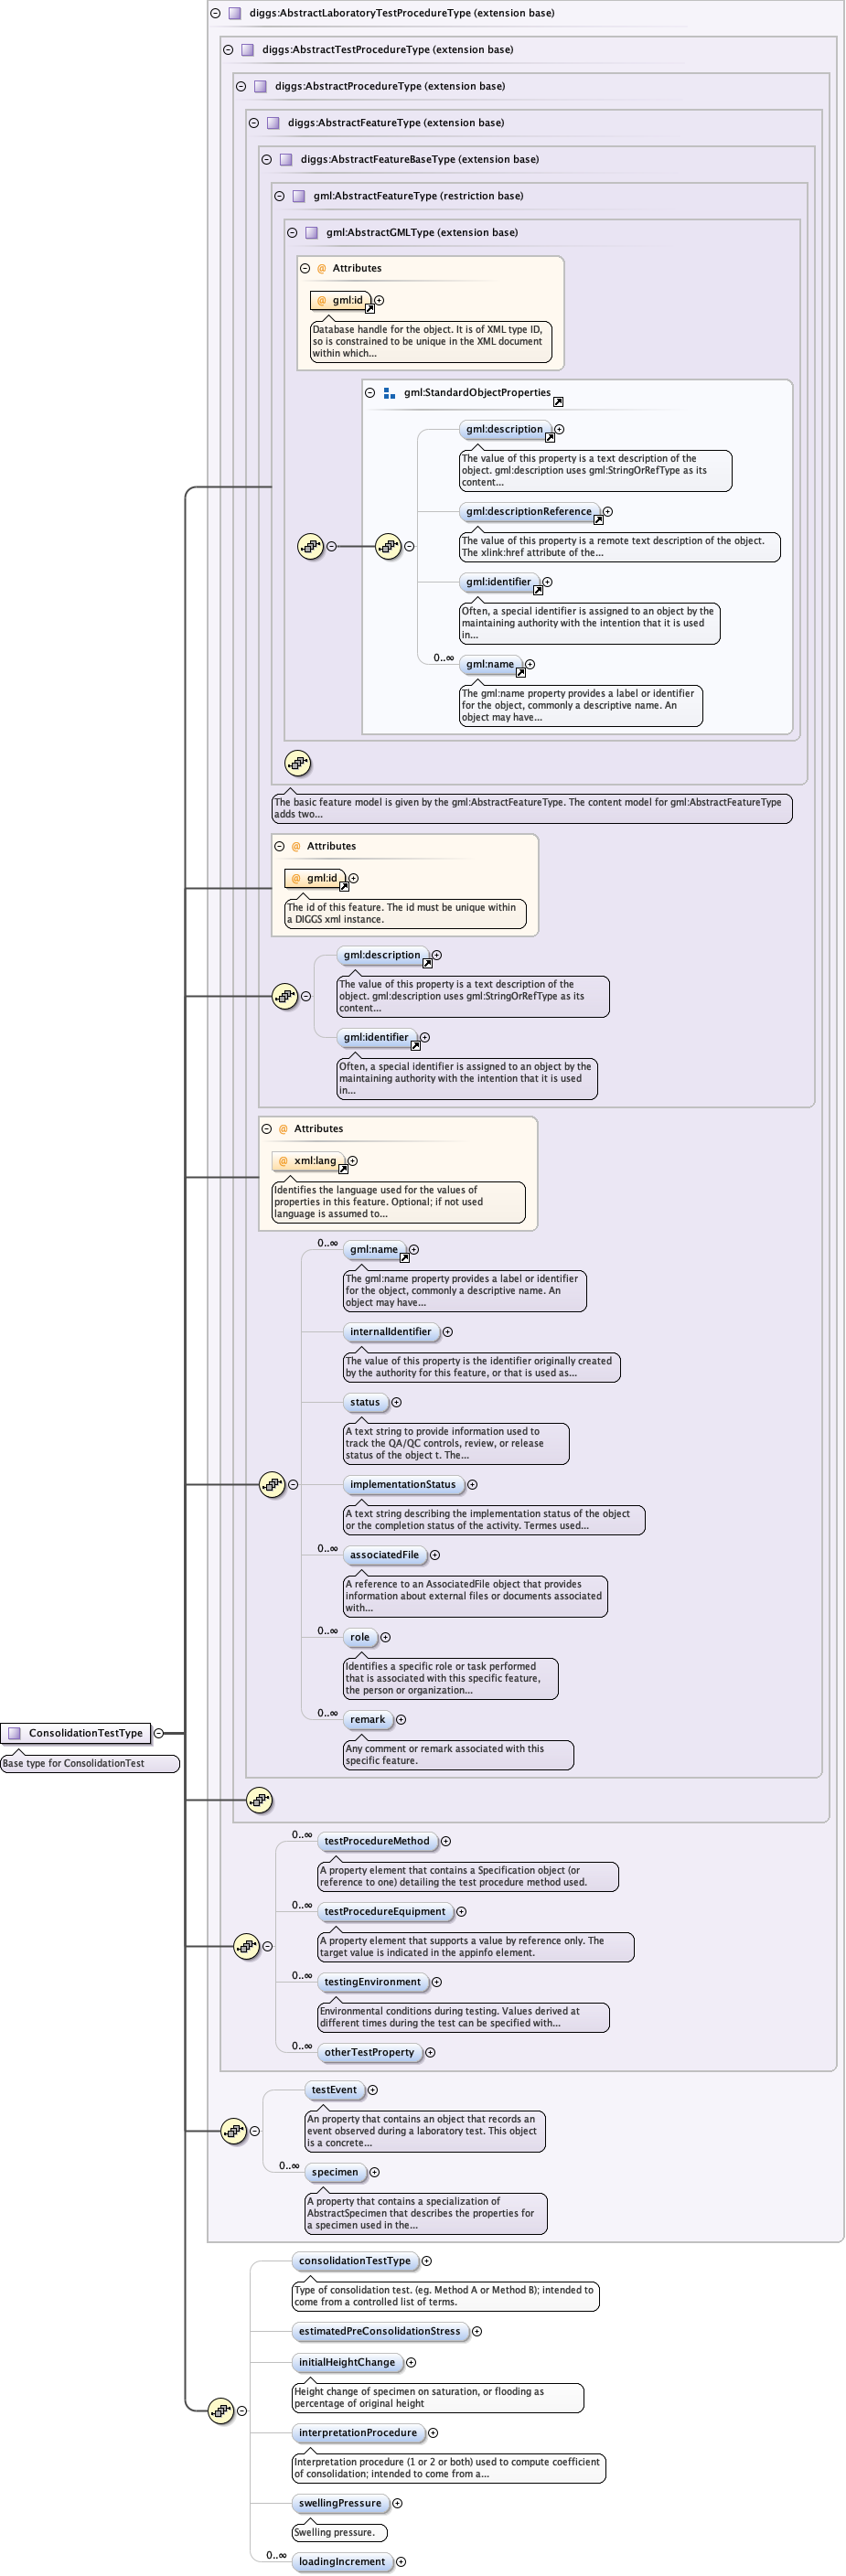 diggs:AbstractLaboratoryTestProcedureType (extension base)
diggs:AbstractTestProcedureType (extension base)
diggs:AbstractProcedureType (extension base)
diggs:AbstractFeatureType (extension base)
diggs:AbstractFeatureBaseType (extension base)
gml:AbstractFeatureType (restriction base)
gml:AbstractGMLType (extension base)
@ Attributes
@ gml:id
Database handle for the object. It is of XML type ID,
so is constrained to be unique in the XML document
within which...
gml:StandardObjectProperties
gml:description
The value of this property is a text description of the
object. gml:description uses gml:StringOrRefType as its
content...
gml:descriptionReference
The value of this property is a remote text description of the object.
The xlink:href attribute of the...
gml:identifier
Often, a special identifier is assigned to an object by the
maintaining authority with the intention that it is used
in...
0..∞
gml:name
The gml:name property provides a label or identifier
for the object, commonly a descriptive name. An
object may have...
The basic feature model is given by the gml:AbstractFeatureType. The content model for gml:AbstractFeatureType
adds two...
@ Attributes
@ gml:id
The id of this feature. The id must be unique within
a DIGGS xml instance.
gml:description
The value of this property is a text description of the
object. gml:description uses gml:StringOrRefType as its
content...
gml:identifier
Often, a special identifier is assigned to an object by the
maintaining authority with the intention that it is used
in...
@ Attributes
@ xml:lang
Identifies the language used for the values of
properties in this feature. Optional; if not used
language is assumed to...
0..∞
gml:name
The gml:name property provides a label or identifier
for the object, commonly a descriptive name. An
object may have...
internalIdentifier
The value of this property is the identifier originally created
by the authority for this feature, or that is used as...
status
A text string to provide information used to
track the QA/QC controls, review, or release
status of the object t. The...
implementationStatus
A text string describing the implementation status of the object
or the completion status of the activity. Termes used...
0..∞
associatedFile
A reference to an AssociatedFile object that provides
information about external files or documents associated
with...
0..∞
role
Identifies a specific role or task performed
that is associated with this specific feature,
the person or organization...
0..∞
remark
Any comment or remark associated with this
specific feature.
ConsolidationTestType
Base type for ConsolidationTest
0..∞
testProcedureMethod
A property element that contains a Specification object (or
reference to one) detailing the test procedure method used.
0..∞
testProcedureEquipment
A property element that supports a value by reference only. The
target value is indicated in the appinfo element.
0..∞
testingEnvironment
Environmental conditions during testing. Values derived at
different times during the test can be specified with...
0..∞
otherTestProperty
testEvent
An property that contains an object that records an
event observed during a laboratory test. This object
is a concrete...
0..∞
specimen
A property that contains a specialization of
AbstractSpecimen that describes the properties for
a specimen used in the...
consolidationTestType
Type of consolidation test. (eg. Method A or Method B); intended to
come from a controlled list of terms.
estimatedPreConsolidationStress
initialHeightChange
Height change of specimen on saturation, or flooding as
percentage of original height
interpretationProcedure
Interpretation procedure (1 or 2 or both) used to compute coefficient
of consolidation; intended to come from a...
swellingPressure
Swelling pressure.
0..∞
loadingIncrement